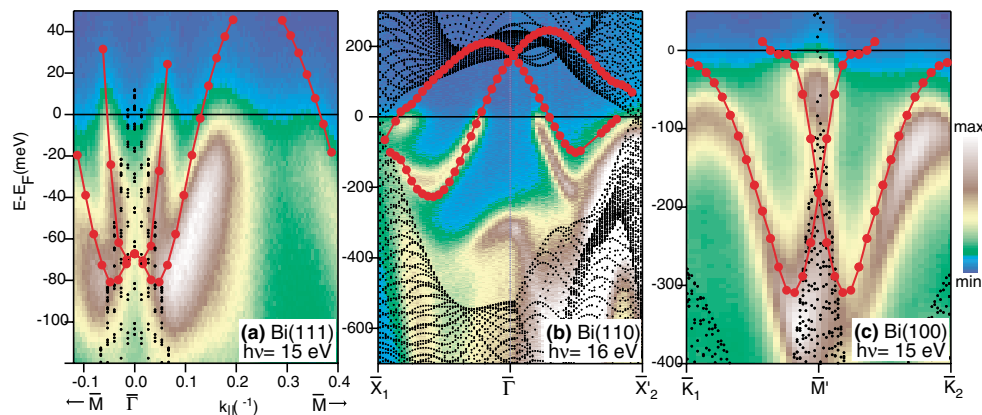 E-E_F(meV)
0
-20
-40
-60
-80
-100
(a) Bi(111)
hν= 15 eV
-0.1 0.0 0.1 0.2 0.3 0.4
← M̄ Γ̄ k||(⁻¹) M̄ →
200
0
-200
-400
-600
(b) Bi(110)
hν= 16 eV
X̄₁ Γ̄ X̄'₂
0
-100
-200
-300
-400
(c) Bi(100)
hν= 15 eV
K̄₁ M̄' K̄₂
max
min